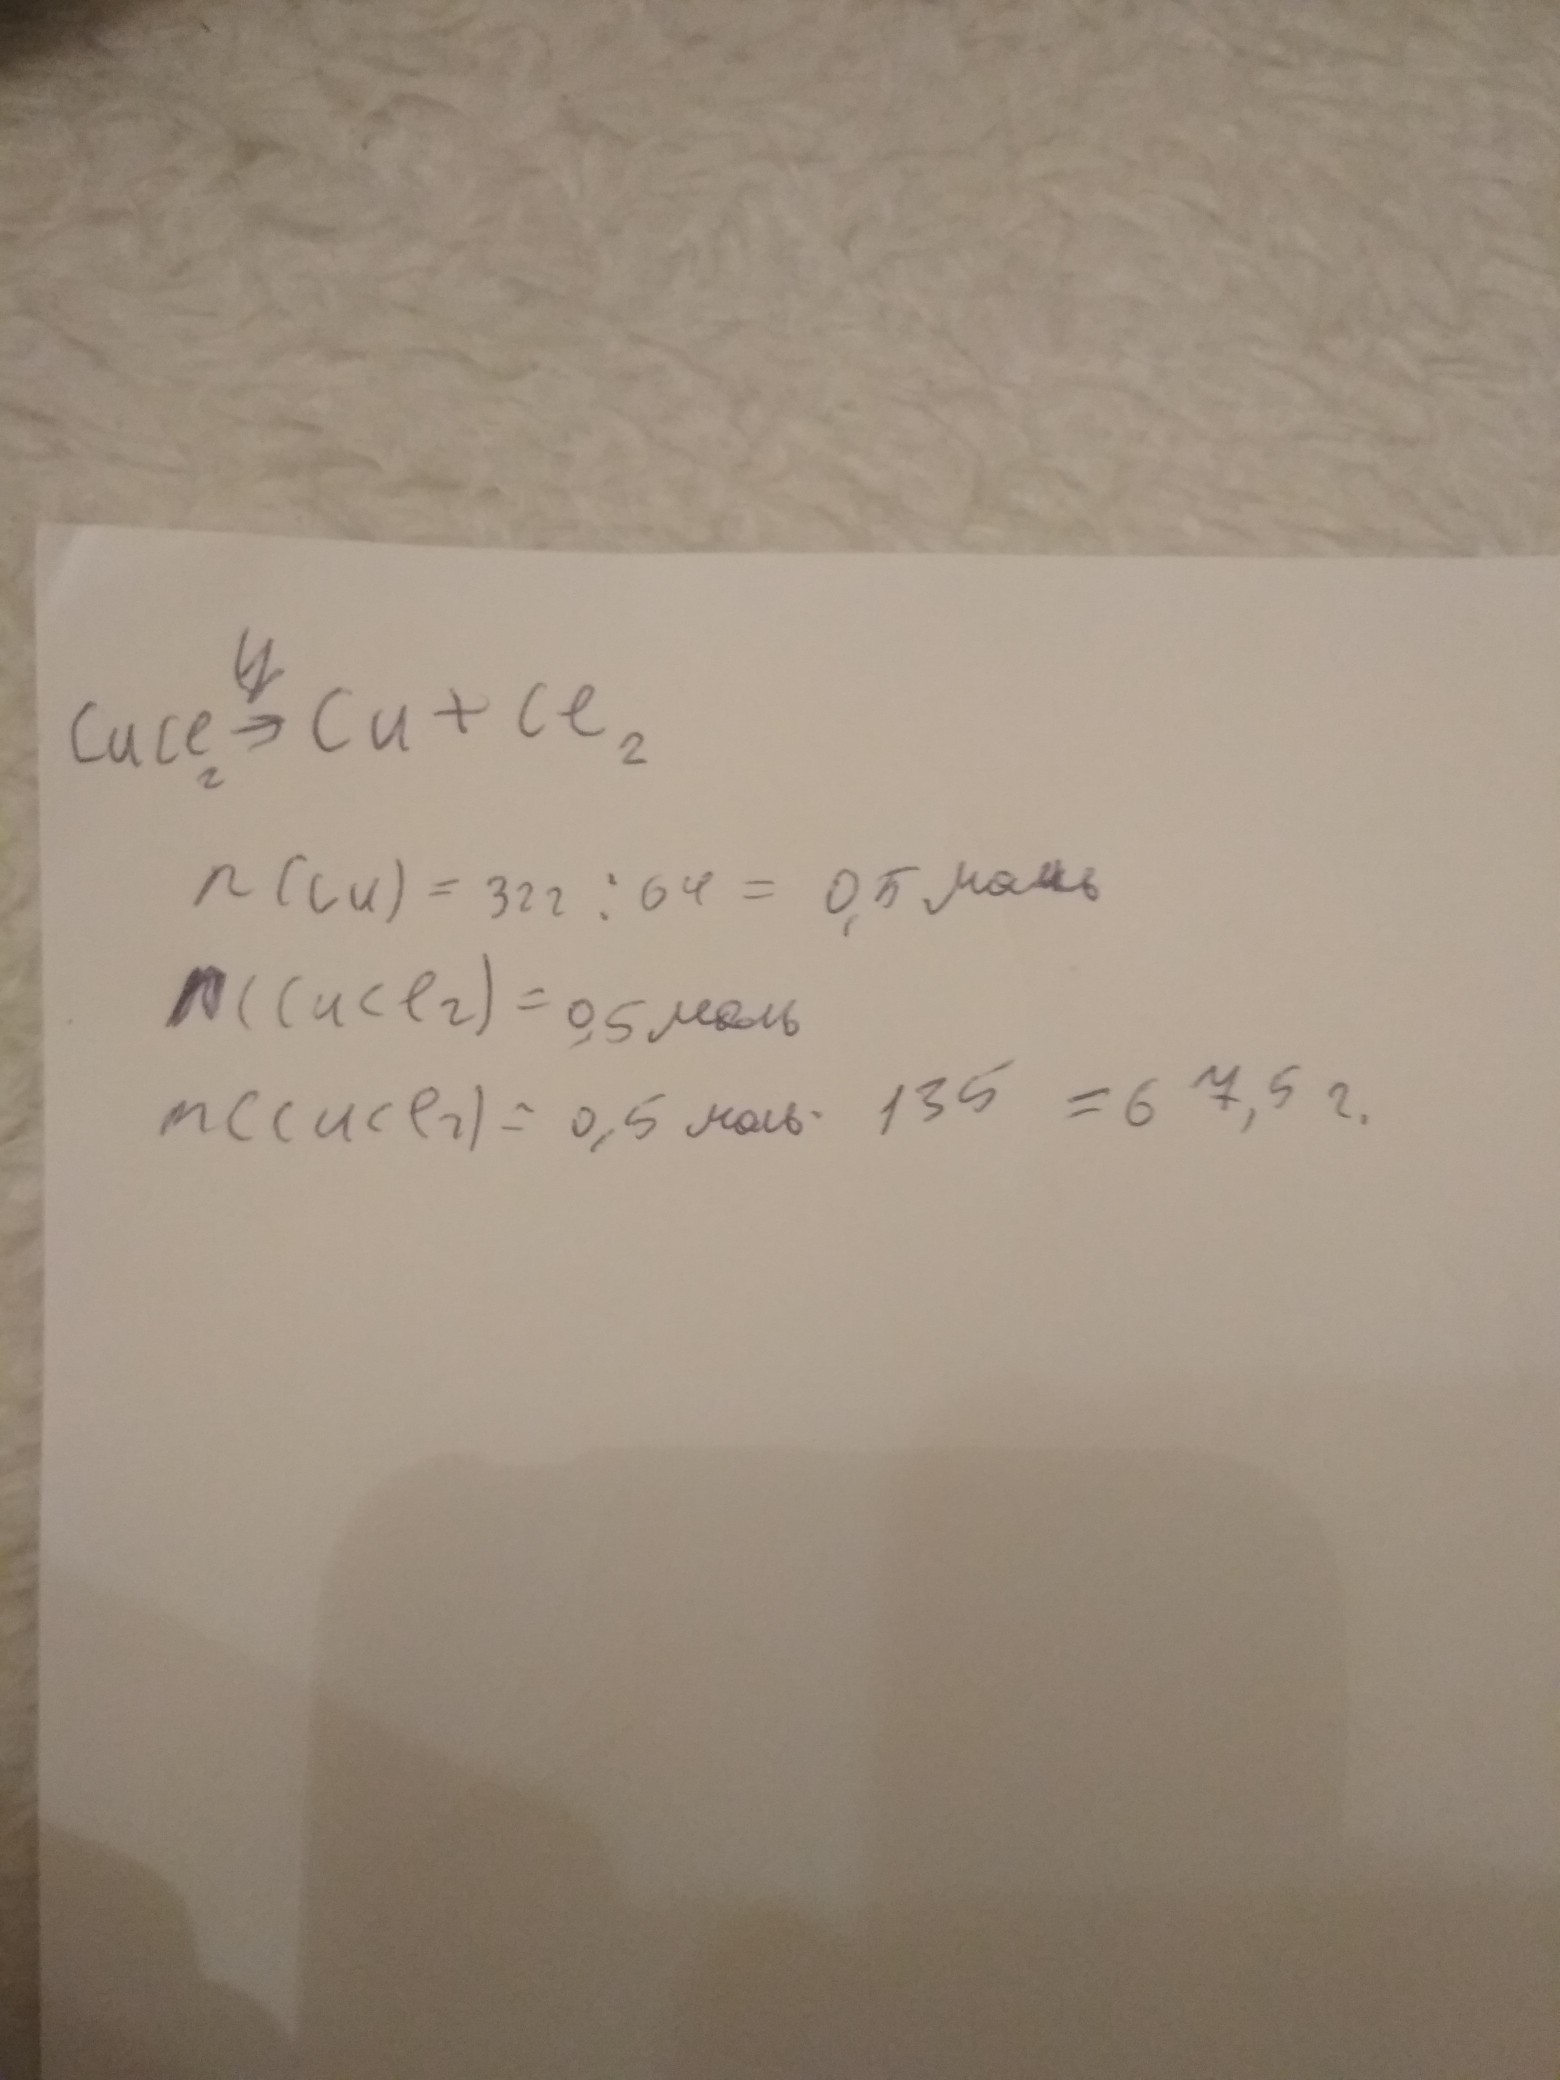 CuCl₂ → Cu + Cl₂
n(Cu) = 32г : 64 = 0,5 моль
n(CuCl₂) = 0,5 моль
m(CuCl₂) = 0,5 моль · 135 = 67,5 г.